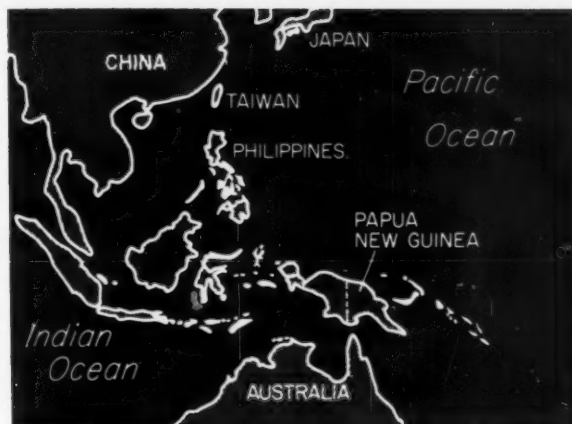 JAPAN
CHINA
Pacific
Ocean
TAIWAN
PHILIPPINES
PAPUA
NEW GUINEA
Indian
Ocean
AUSTRALIA